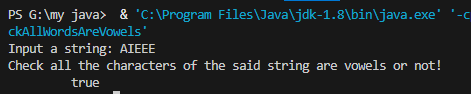 PS G:\my java>  & 'C:\Program Files\Java\jdk-1.8\bin\java.exe' '-c
ckAllWordsAreVowels'
Input a string: AIEEE
Check all the characters of the said string are vowels or not!
        true